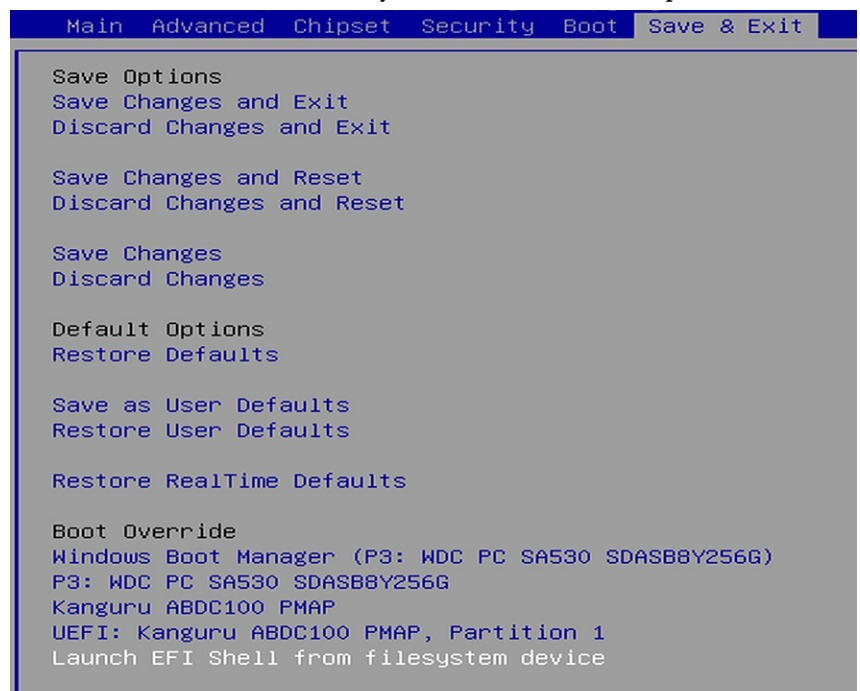 Main Advanced Chipset Security Boot Save & Exit
Save Options
Save Changes and Exit
Discard Changes and Exit
Save Changes and Reset
Discard Changes and Reset
Save Changes
Discard Changes
Default Options
Restore Defaults
Save as User Defaults
Restore User Defaults
Restore RealTime Defaults
Boot Override
Windows Boot Manager (P3: WDC PC SA530 SDASB8Y256G)
P3: WDC PC SA530 SDASB8Y256G
Kanguru ABDC100 PMAP
UEFI: Kanguru ABDC100 PMAP, Partition 1
Launch EFI Shell from filesystem device